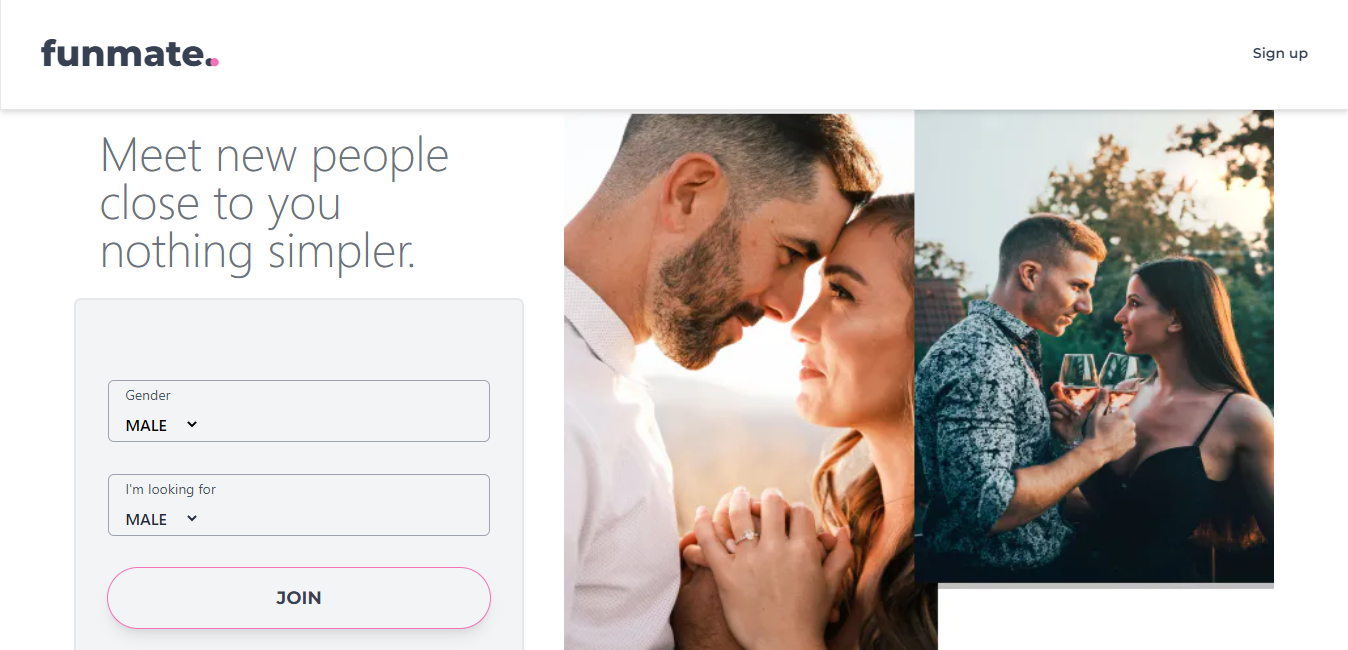 funmate.
Sign up
Meet new people
close to you
nothing simpler.
Gender
MALE
I'm looking for
MALE
JOIN